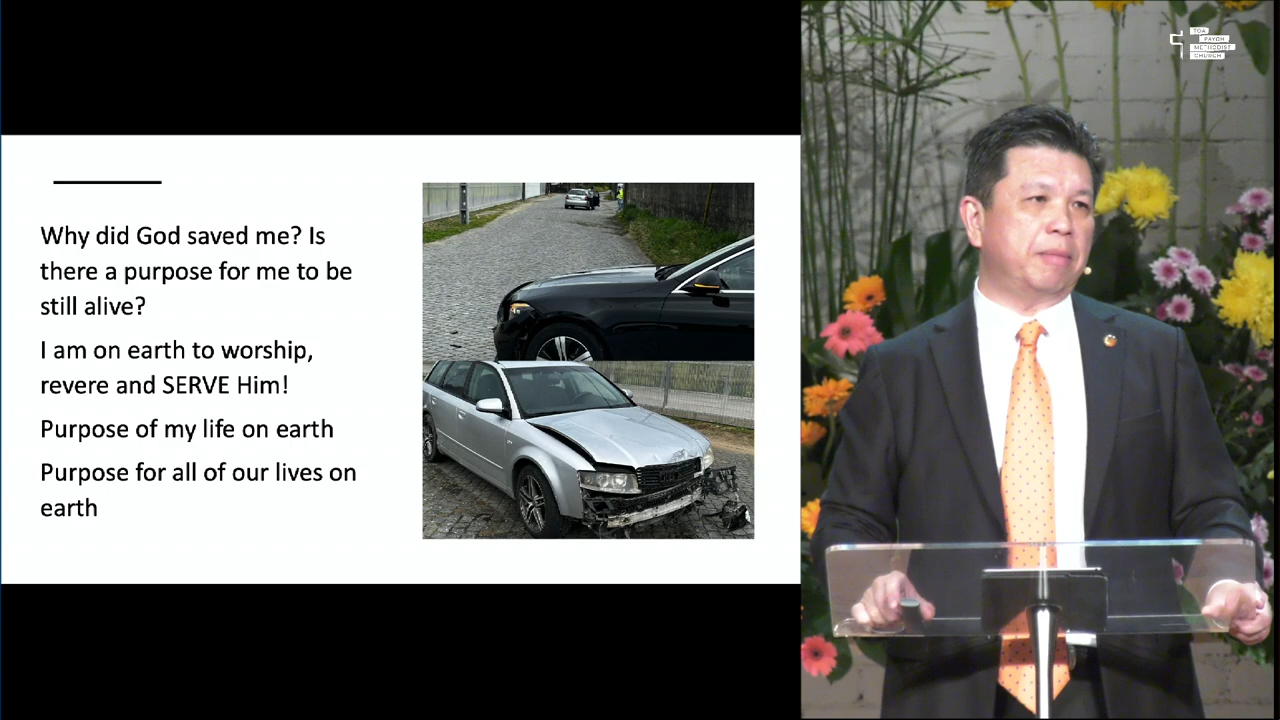 Why did God saved me? Is
there a purpose for me to be
still alive?
I am on earth to worship,
revere and SERVE Him!
Purpose of my life on earth
Purpose for all of our lives on
earth
TOA
PAYOH
METHODIST
CHURCH